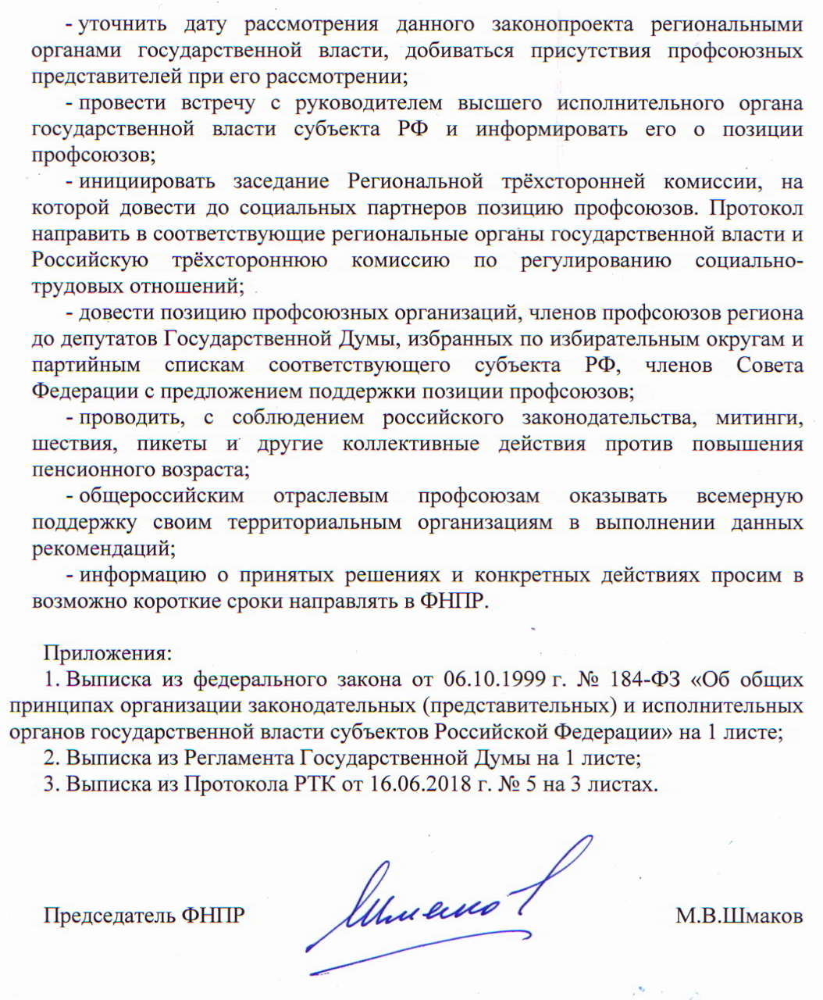 - уточнить дату рассмотрения данного законопроекта региональными
органами государственной власти, добиваться присутствия профсоюзных
представителей при его рассмотрении;
- провести встречу с руководителем высшего исполнительного органа
государственной власти субъекта РФ и информировать его о позиции
профсоюзов;
- инициировать заседание Региональной трёхсторонней комиссии, на
которой довести до социальных партнеров позицию профсоюзов. Протокол
направить в соответствующие региональные органы государственной власти и
Российскую трёхстороннюю комиссию по регулированию социально-
трудовых отношений;
- довести позицию профсоюзных организаций, членов профсоюзов региона
до депутатов Государственной Думы, избранных по избирательным округам и
партийным спискам соответствующего субъекта РФ, членов Совета
Федерации с предложением поддержки позиции профсоюзов;
- проводить, с соблюдением российского законодательства, митинги,
шествия, пикеты и другие коллективные действия против повышения
пенсионного возраста;
- общероссийским отраслевым профсоюзам оказывать всемерную
поддержку своим территориальным организациям в выполнении данных
рекомендаций;
- информацию о принятых решениях и конкретных действиях просим в
возможно короткие сроки направлять в ФНПР.
Приложения:
1. Выписка из федерального закона от 06.10.1999 г. № 184-ФЗ «Об общих
принципах организации законодательных (представительных) и исполнительных
органов государственной власти субъектов Российской Федерации» на 1 листе;
2. Выписка из Регламента Государственной Думы на 1 листе;
3. Выписка из Протокола РТК от 16.06.2018 г. № 5 на 3 листах.
Председатель ФНПР Шмаков М.В.Шмаков